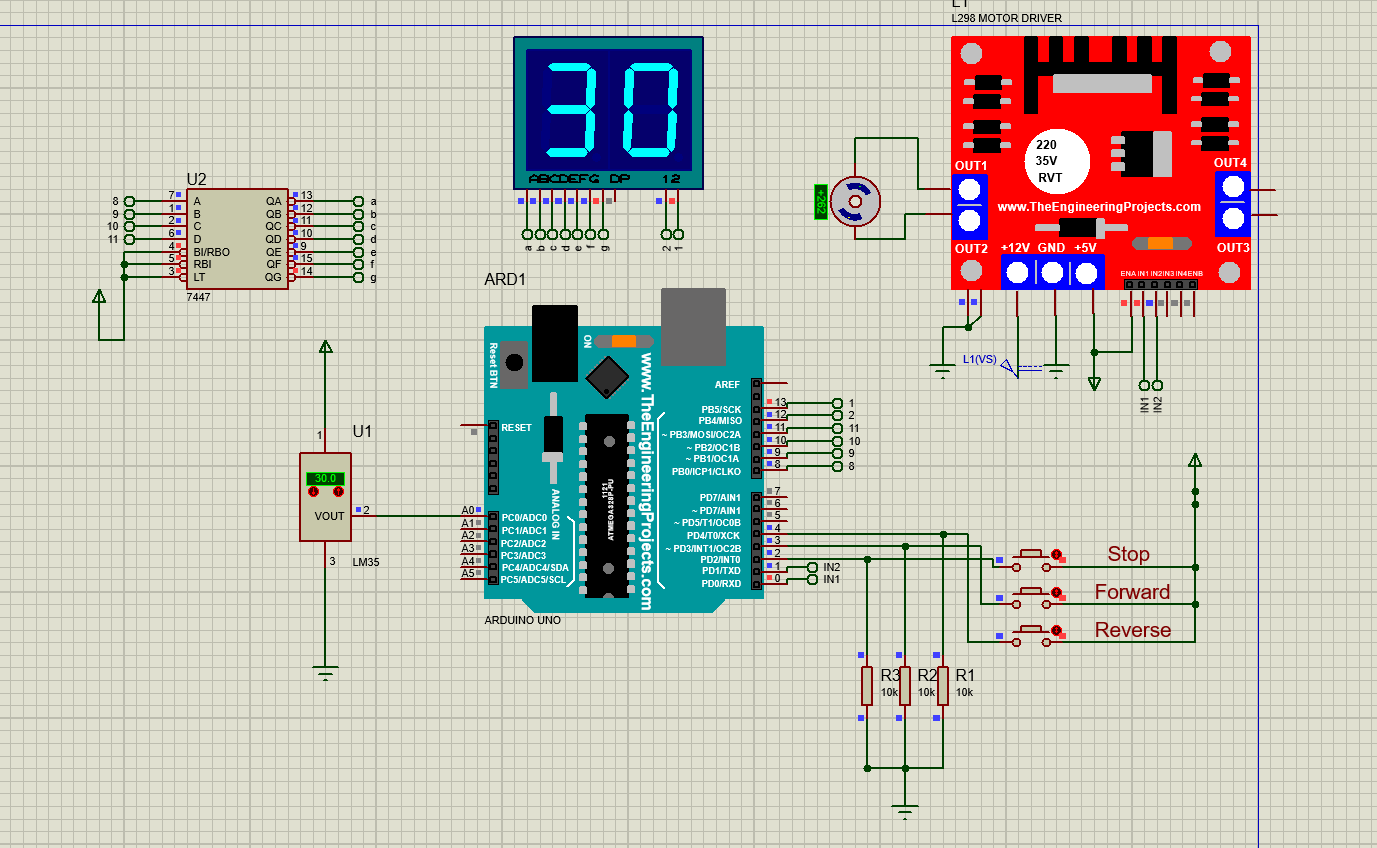 L1
L298 MOTOR DRIVER
30
ABCDEFG DP
12
a
b
c
d
e
f
g
2
1
U2
8
9
10
11
7
1
2
6
4
5
3
A
B
C
D
BI/RBO
RBI
LT
QA
QB
QC
QD
QE
QF
QG
13
12
11
10
9
15
14
a
b
c
d
e
f
g
7447
+262
220
35V
RVT
OUT1
OUT4
www.TheEngineeringProjects.com
OUT2
OUT3
+12V
GND
+5V
ENA IN1 IN2 IN3 IN4 ENB
L1(VS)
IN1
IN2
ARD1
Reset BTN
ON
www.TheEngineeringProjects.com
RESET
ANALOG IN
1121
ATMEGA328P-PU
AREF
PB5/SCK 13
PB4/MISO 12
~ PB3/MOSI/OC2A 11
~ PB2/OC1B 10
~ PB1/OC1A 9
PB0/ICP1/CLKO 8
1
2
11
10
9
8
PD7/AIN1 7
~ PD7/AIN1 6
~ PD5/T1/OC0B 5
PD4/T0/XCK 4
~ PD3/INT1/OC2B 3
PD2/INT0 2
PD1/TXD 1
PD0/RXD 0
IN2
IN1
A0 PC0/ADC0
A1 PC1/ADC1
A2 PC2/ADC2
A3 PC3/ADC3
A4 PC4/ADC4/SDA
A5 PC5/ADC5/SCL
ARDUINO UNO
U1
1
30.0
VOUT
2
3
LM35
Stop
Forward
Reverse
R3
10k
R2
10k
R1
10k